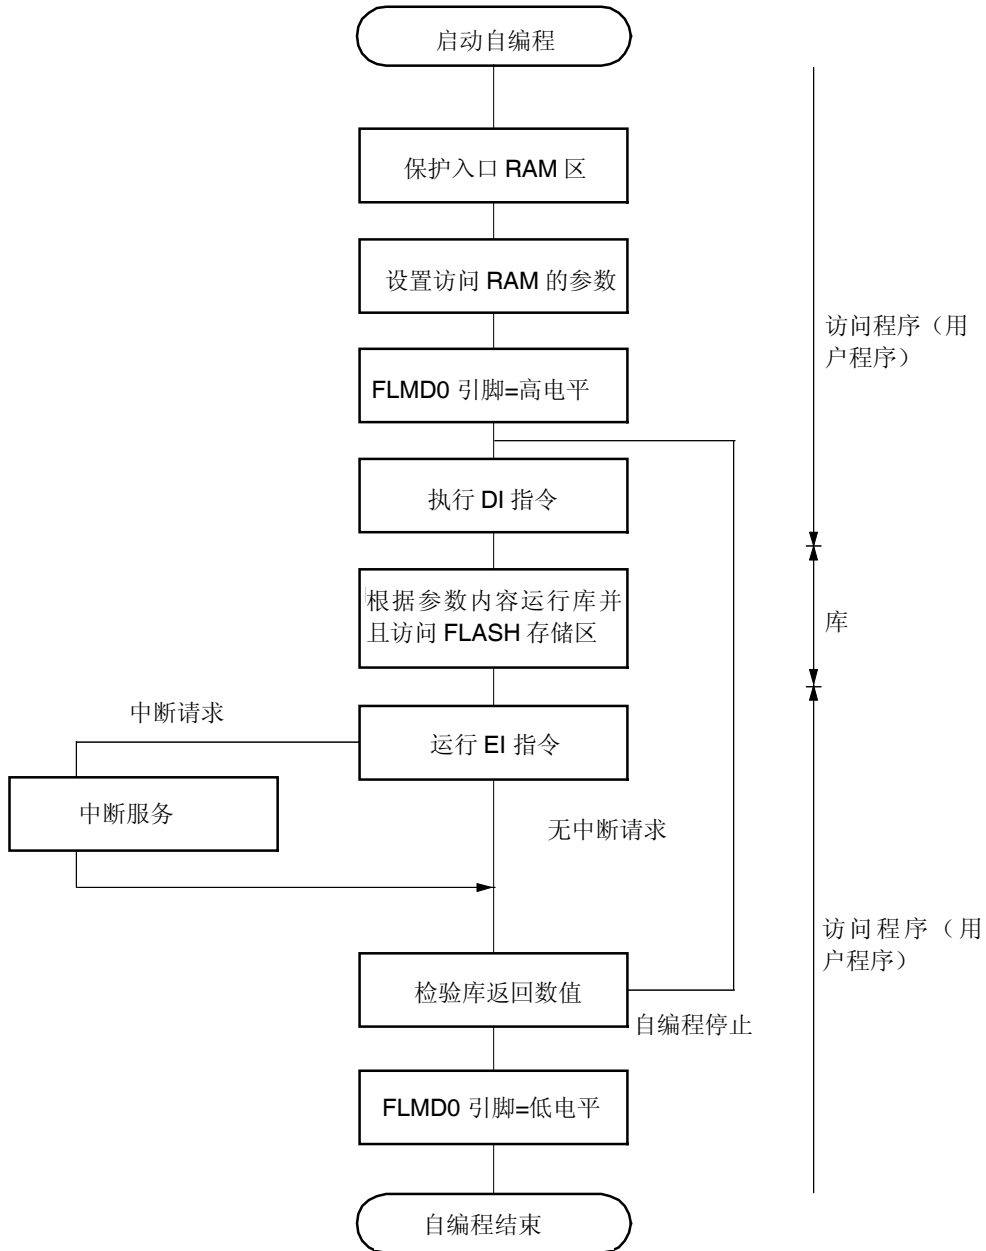 启动自编程
保护入口 RAM 区
设置访问 RAM 的参数
访问程序（用
户程序）
FLMD0 引脚=高电平
执行 DI 指令
根据参数内容运行库并
且访问 FLASH 存储区
库
中断请求
运行 EI 指令
中断服务
无中断请求
访问程序（用
户程序）
检验库返回数值
自编程停止
FLMD0 引脚=低电平
自编程结束